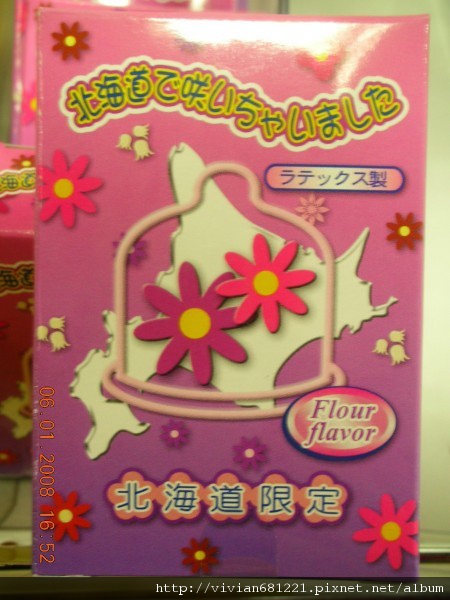 北海道で咲いちゃいました
ラテックス製
Flour
flavor
北海道限定
06.01.2008 16:52
http://vivian681221.pixnet.net/album